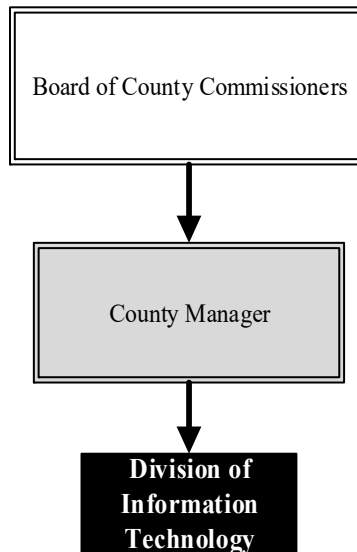 Board of County Commissioners
County Manager
Division of
Information
Technology